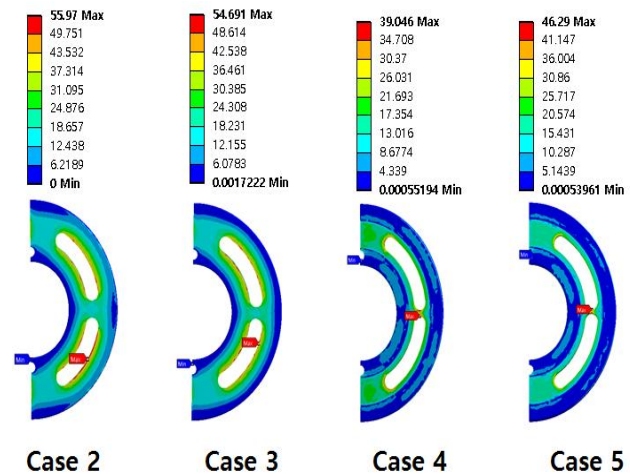 55.97 Max
49.751
43.532
37.314
31.095
24.876
18.657
12.438
6.2189
0 Min
54.691 Max
48.614
42.538
36.461
30.385
24.308
18.231
12.155
6.0783
0.0017222 Min
39.046 Max
34.708
30.37
26.031
21.693
17.354
13.016
8.6774
4.339
0.00055194 Min
46.29 Max
41.147
36.004
30.86
25.717
20.574
15.431
10.287
5.1439
0.00053961 Min
Min
Max
Min
Max
Min
Max
Min
Max
Case 2
Case 3
Case 4
Case 5